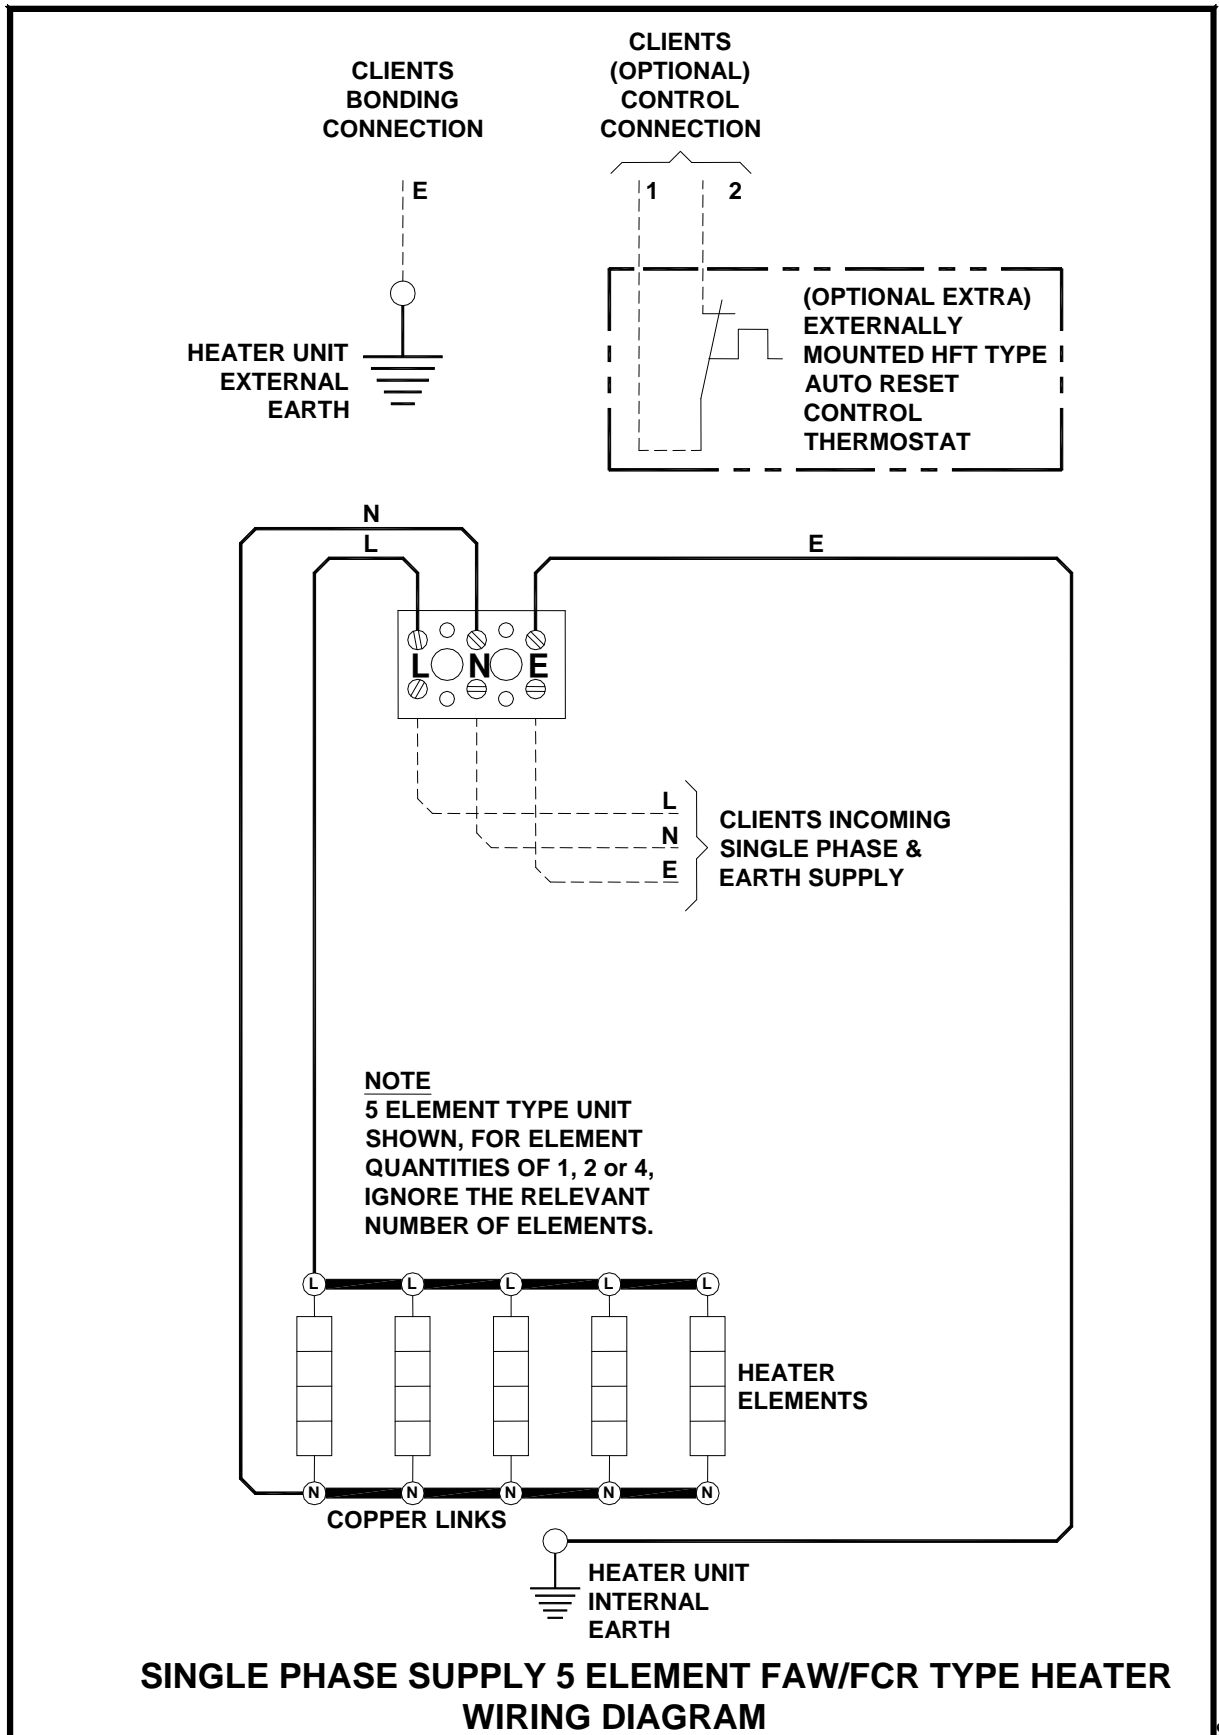 CLIENTS
BONDING
CONNECTION
CLIENTS
(OPTIONAL)
CONTROL
CONNECTION
E
1
2
HEATER UNIT
EXTERNAL
EARTH
(OPTIONAL EXTRA)
EXTERNALLY
MOUNTED HFT TYPE
AUTO RESET
CONTROL
THERMOSTAT
N
L
E
L N E
L
N
E
CLIENTS INCOMING
SINGLE PHASE &
EARTH SUPPLY
NOTE
5 ELEMENT TYPE UNIT
SHOWN, FOR ELEMENT
QUANTITIES OF 1, 2 or 4,
IGNORE THE RELEVANT
NUMBER OF ELEMENTS.
L L L L L
HEATER
ELEMENTS
N N N N N
COPPER LINKS
HEATER UNIT
INTERNAL
EARTH
SINGLE PHASE SUPPLY 5 ELEMENT FAW/FCR TYPE HEATER
WIRING DIAGRAM